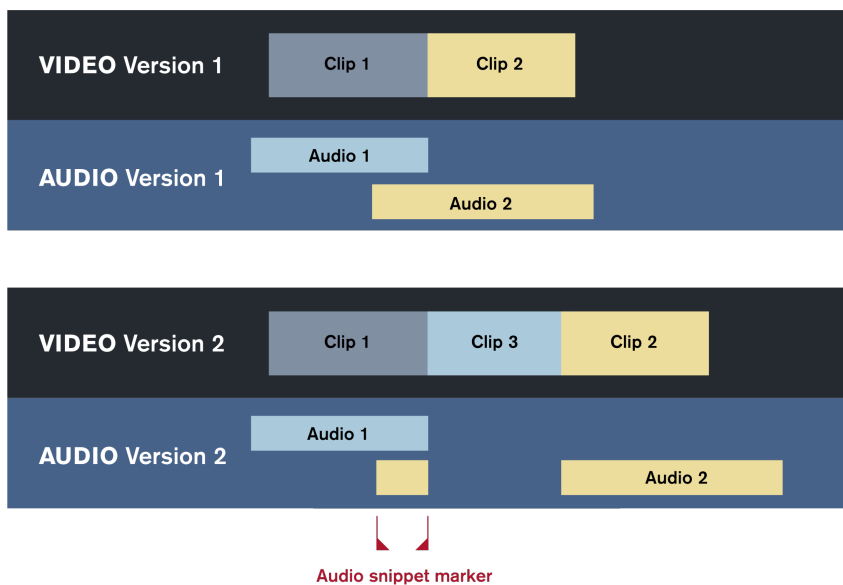 VIDEO Version 1
Clip 1
Clip 2
AUDIO Version 1
Audio 1
Audio 2
VIDEO Version 2
Clip 1
Clip 3
Clip 2
AUDIO Version 2
Audio 1
Audio 2
Audio snippet marker